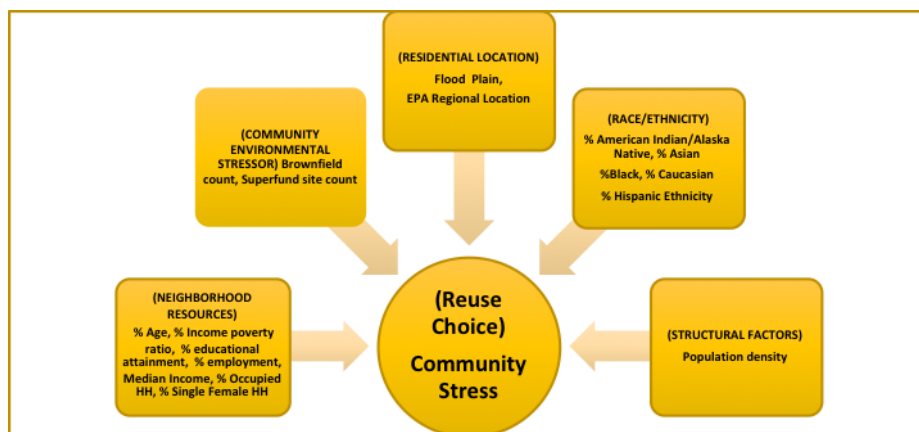 (RESIDENTIAL LOCATION)
Flood Plain,
EPA Regional Location
(COMMUNITY
ENVIRONMENTAL
STRESSOR) Brownfield
count, Superfund site count
(RACE/ETHNICITY)
% American Indian/Alaska
Native, % Asian
%Black, % Caucasian
% Hispanic Ethnicity
(NEIGHBORHOOD
RESOURCES)
% Age, % Income poverty
ratio, % educational
attainment, % employment,
Median Income, % Occupied
HH, % Single Female HH
(Reuse
Choice)
Community
Stress
(STRUCTURAL FACTORS)
Population density